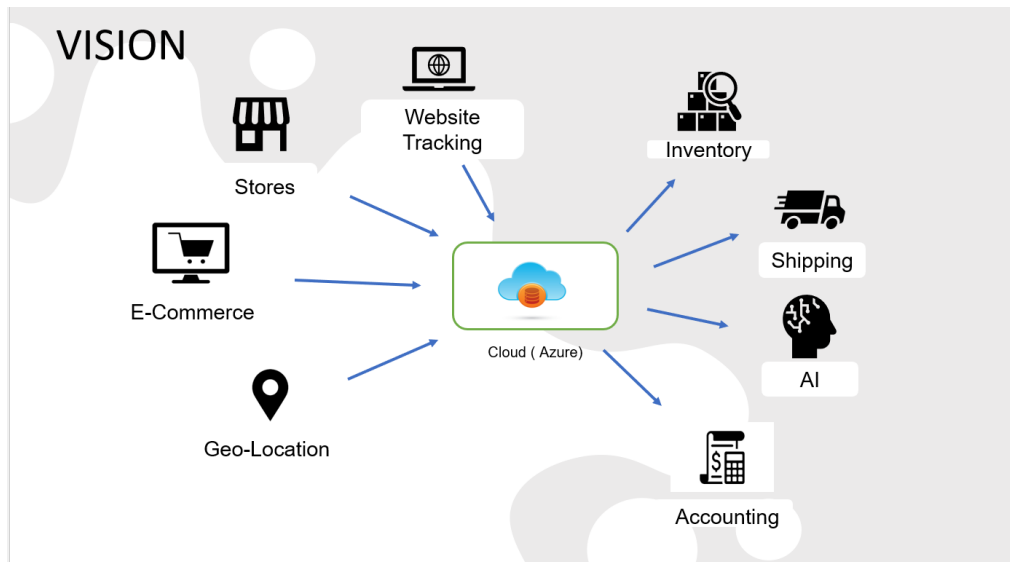 VISION
Website
Tracking
Stores
Inventory
Shipping
E-Commerce
Cloud ( Azure)
AI
Geo-Location
$
Accounting